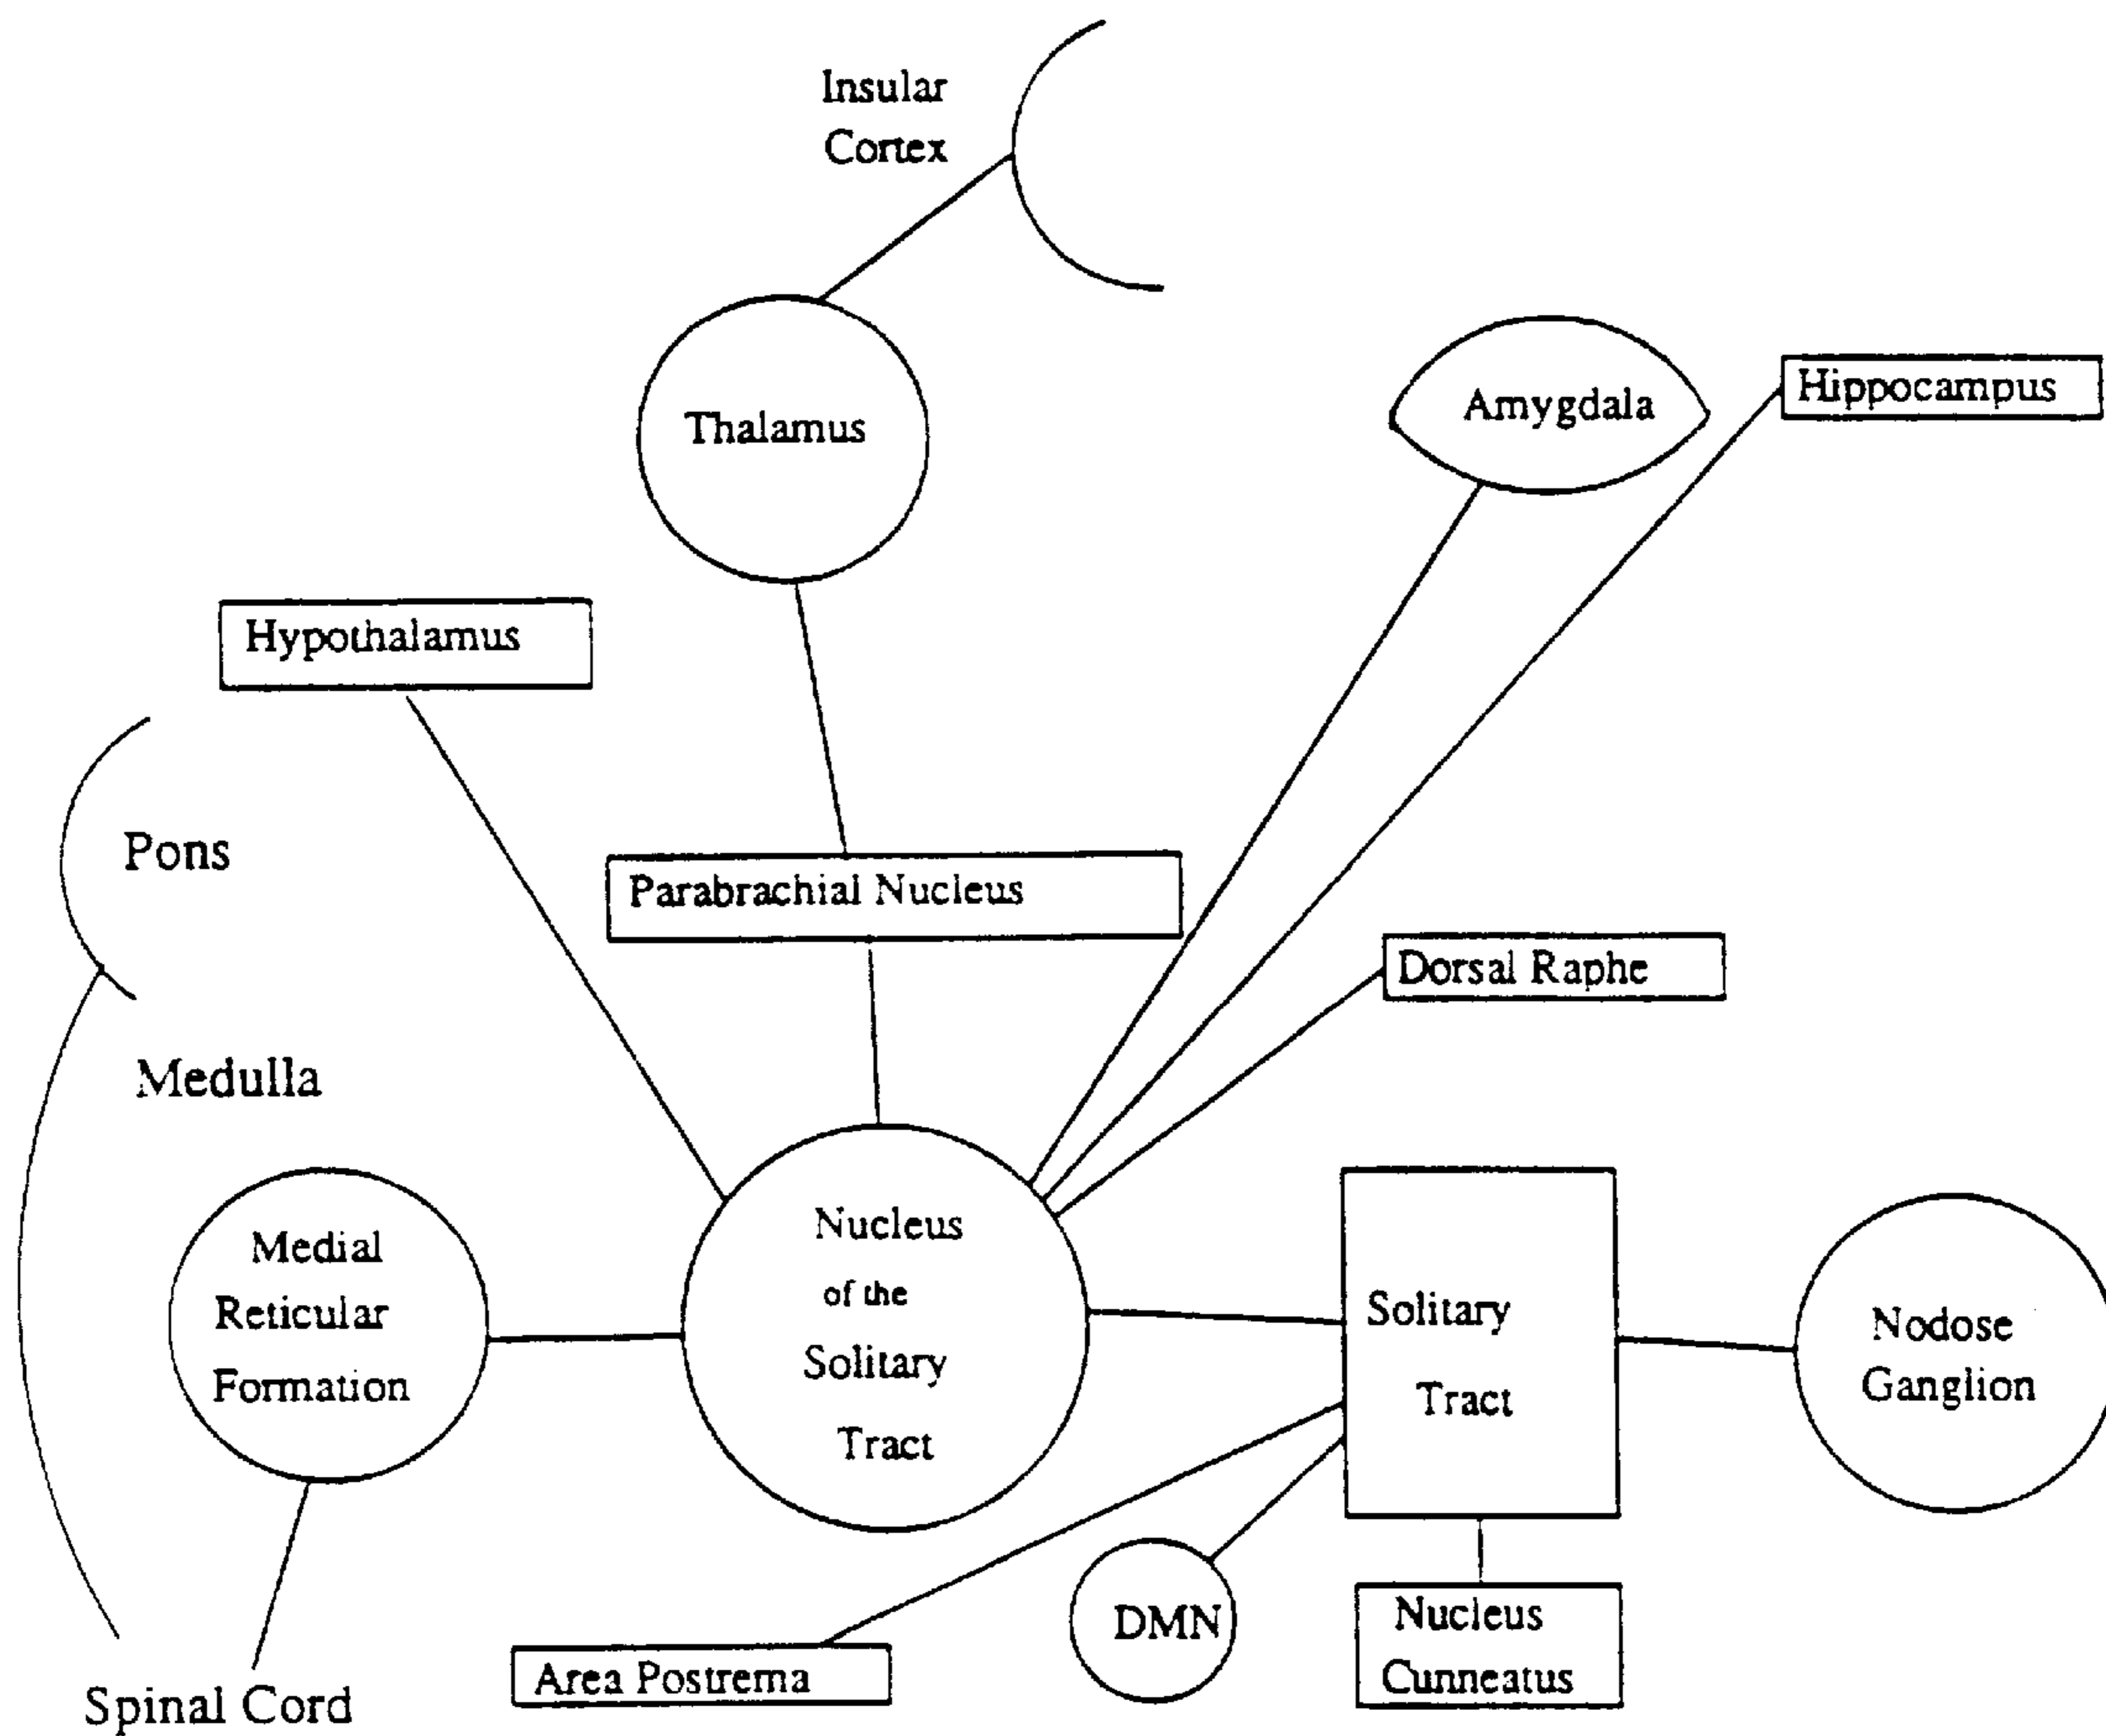 Insular
Cortex
Thalamus
Amygdala
Hippocampus
Hypothalamus
Pons
Parabrachial Nucleus
Dorsal Raphe
Medulla
Medial
Reticular
Formation
Nucleus
of the
Solitary
Tract
Solitary
Tract
Nodose
Ganglion
DMN
Nucleus
Cunneatus
Area Postrema
Spinal Cord